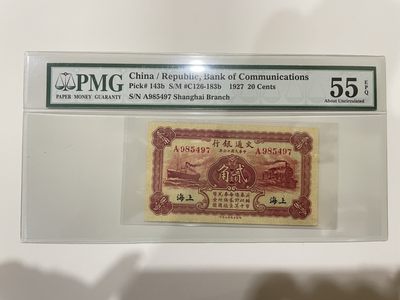 PMG
PAPER MONEY GUARANTY
China / Republic, Bank of Communications
Pick# 143b S/M #C126-183b 1927 20 Cents
S/N A985497 Shanghai Branch
55 EPQ
About Uncirculated
行銀通交
A985497 A985497
角貳
海上 海上